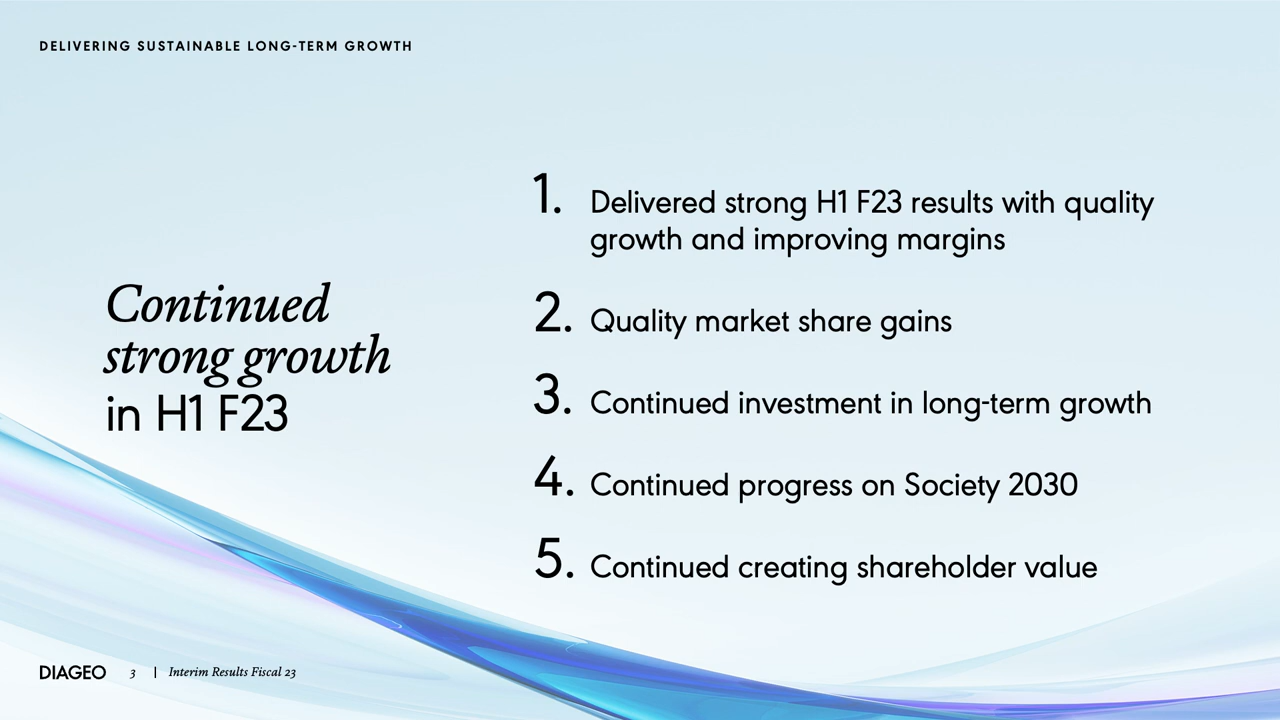 DELIVERING SUSTAINABLE LONG-TERM GROWTH
Continued
strong growth
in H1 F23
1. Delivered strong H1 F23 results with quality
growth and improving margins
2. Quality market share gains
3. Continued investment in long-term growth
4. Continued progress on Society 2030
5. Continued creating shareholder value
DIAGEO 3 | Interim Results Fiscal 23